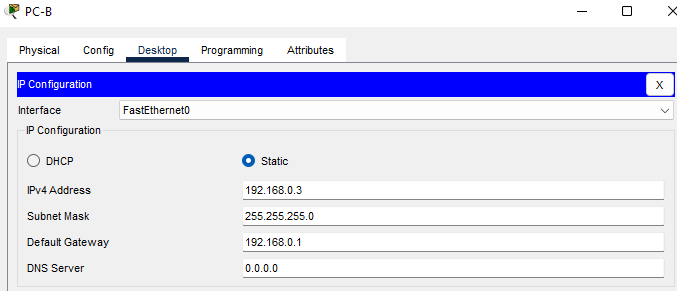 PC-B
Physical Config Desktop Programming Attributes
IP Configuration X
Interface FastEthernet0
IP Configuration
DHCP Static
IPv4 Address 192.168.0.3
Subnet Mask 255.255.255.0
Default Gateway 192.168.0.1
DNS Server 0.0.0.0